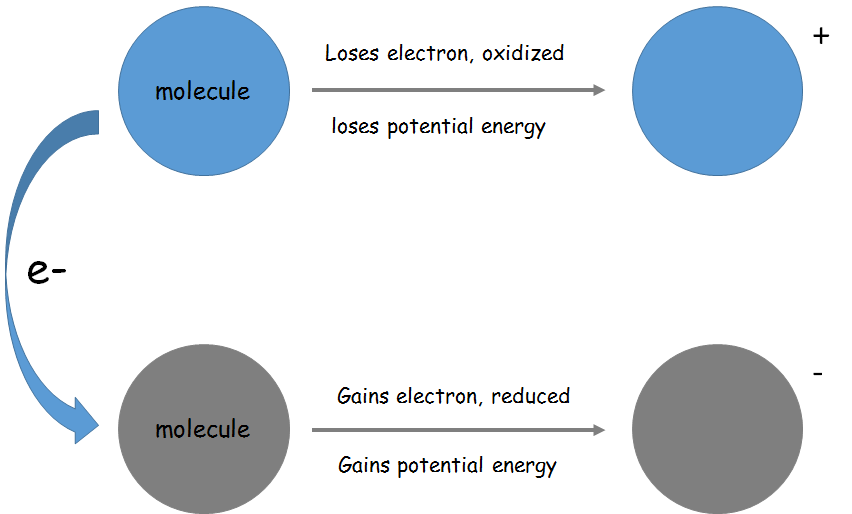 Loses electron, oxidized
+
molecule
loses potential energy
e-
-
Gains electron, reduced
molecule
Gains potential energy